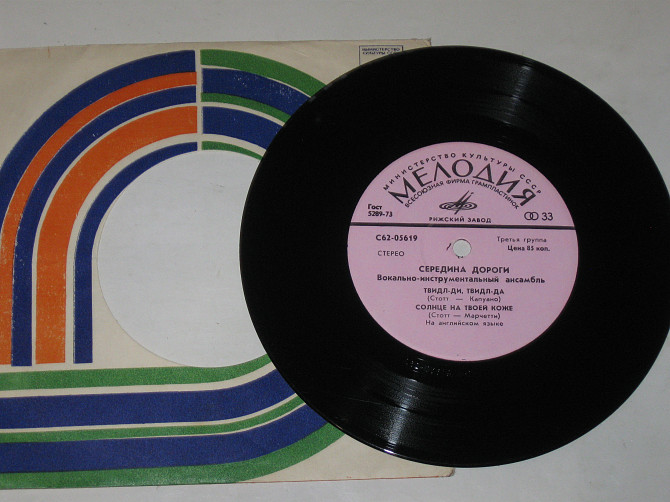 МИНИСТЕРСТВО
КУЛЬТУРЫ
МИНИСТЕРСТВО КУЛЬТУРЫ СССР
МЕЛОДИЯ
ВСЕСОЮЗНАЯ ФИРМА ГРАМПЛАСТИНОК
Гост
5289-73
33
РИЖСКИЙ ЗАВОД
С62-05619
Третья группа
Цена 85 коп.
СТЕРЕО
СЕРЕДИНА ДОРОГИ
Вокально-инструментальный ансамбль
ТВИДЛ-ДИ, ТВИДЛ-ДА
(Стотт — Капуано)
СОЛНЦЕ НА ТВОЕЙ КОЖЕ
(Стотт — Марчетти)
На английском языке